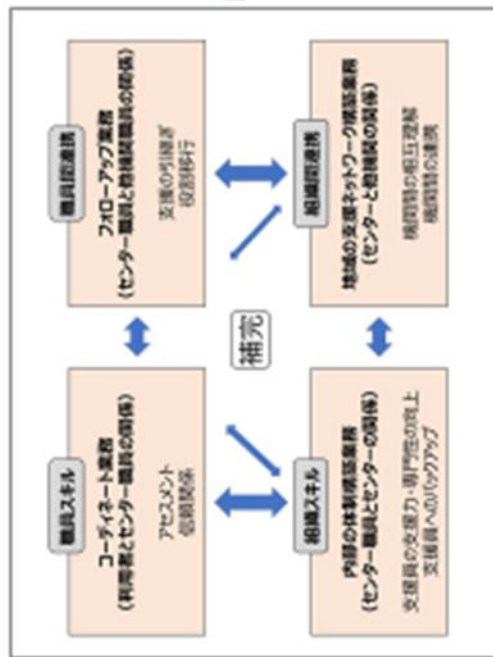 職員スキル
コーディネート業務
(利用者とセンター職員の関係)
アセスメント
信頼関係
職員間連携
フォローアップ業務
(センター職員と他機関職員の関係)
支援の引継ぎ
役割移行
補完
組織スキル
内部の体制構築業務
(センター職員とセンターの関係)
支援員の支援力・専門性の向上
支援員へのバックアップ
組織間連携
地域の支援ネットワーク構築業務
(センターと他機関の関係)
機関間の相互理解
機関間の連携